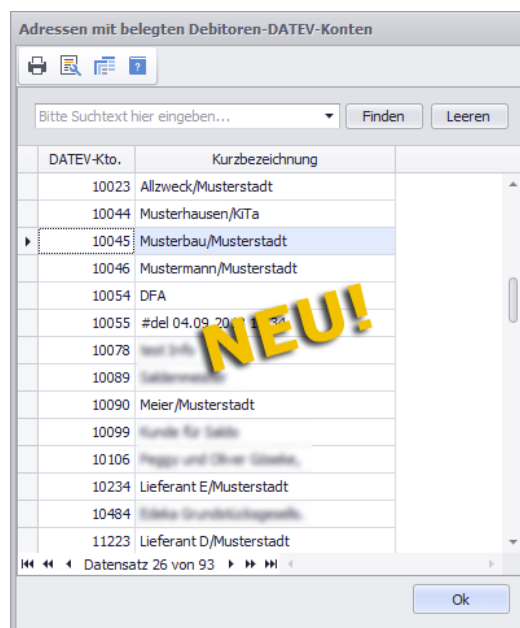 Adressen mit belegten Debitoren-DATEV-Konten
?
Bitte Suchtext hier eingeben... Finden Leeren
DATEV-Kto. Kurzbezeichnung
10023 Allzweck/Musterstadt
10044 Musterhausen/KiTa
10045 Musterbau/Musterstadt
10046 Mustermann/Musterstadt
10054 DFA
10055 #del 04.09
NEU!
10078
10089
10090 Meier/Musterstadt
10099
10106
10234 Lieferant E/Musterstadt
10484
11223 Lieferant D/Musterstadt
Datensatz 26 von 93
Ok